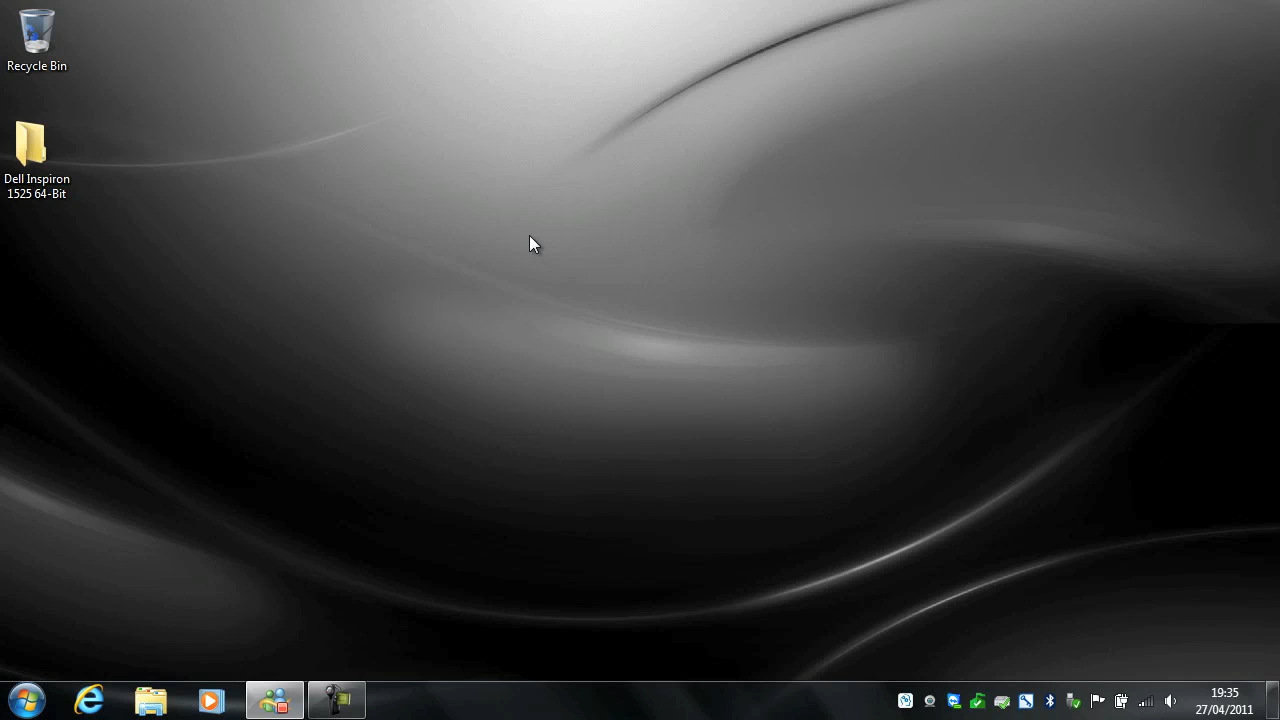 Recycle Bin
Dell Inspiron
1525 64-Bit
19:35
27/04/2011